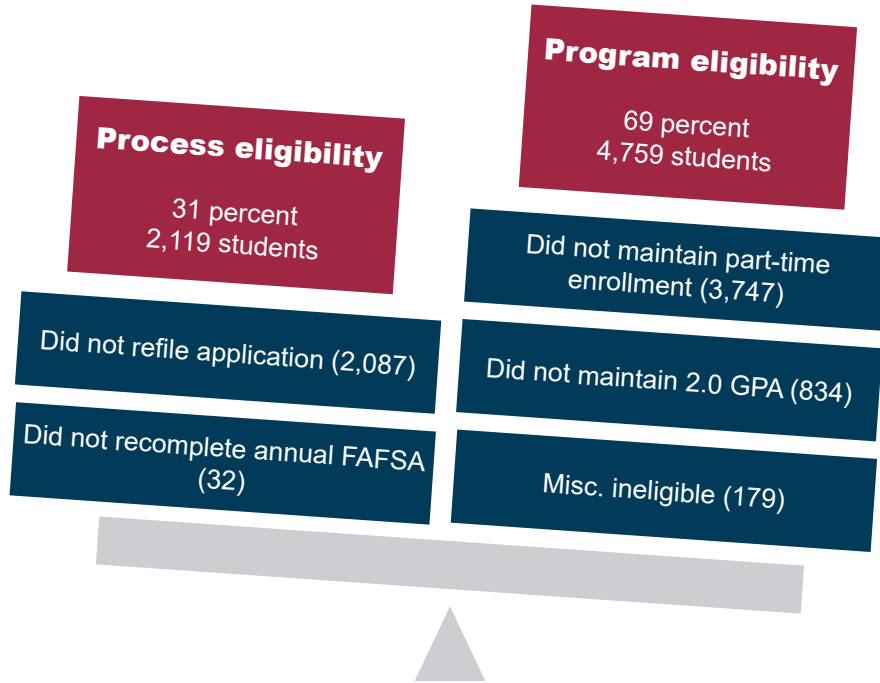 Process eligibility
31 percent
2,119 students
Did not refile application (2,087)
Did not recomplete annual FAFSA
(32)
Program eligibility
69 percent
4,759 students
Did not maintain part-time
enrollment (3,747)
Did not maintain 2.0 GPA (834)
Misc. ineligible (179)